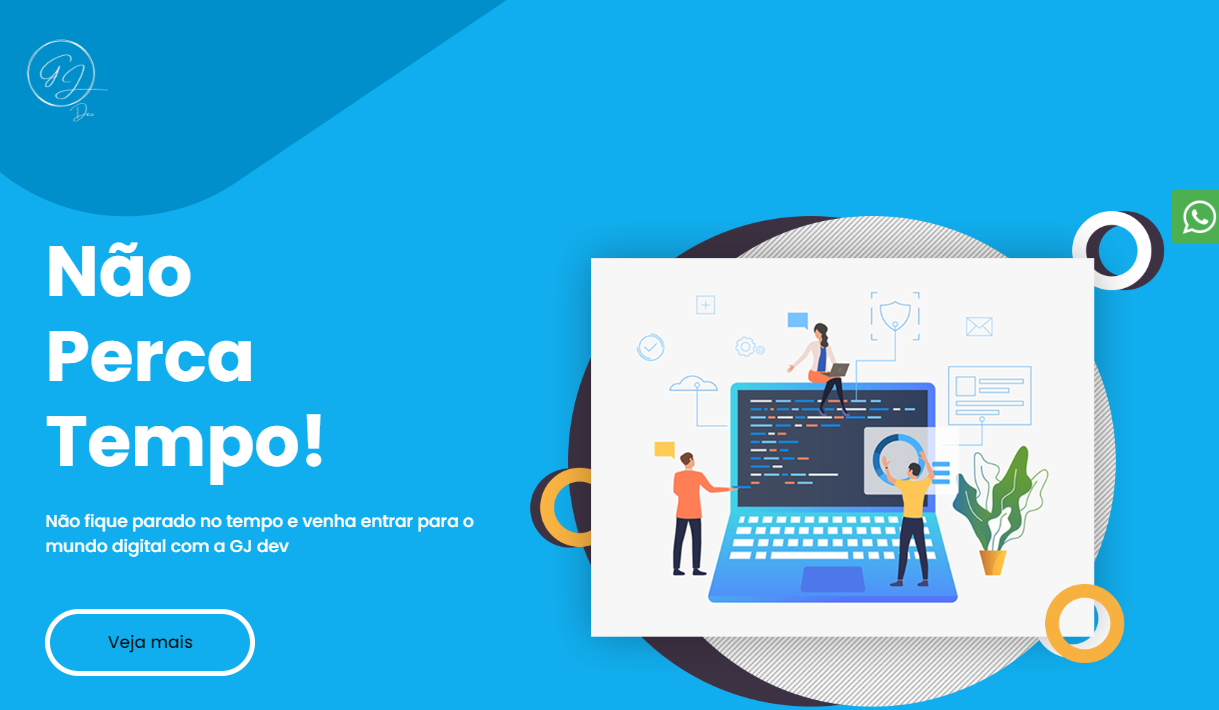 GJ
Dev
Não
Perca
Tempo!
Não fique parado no tempo e venha entrar para o
mundo digital com a GJ dev
Veja mais